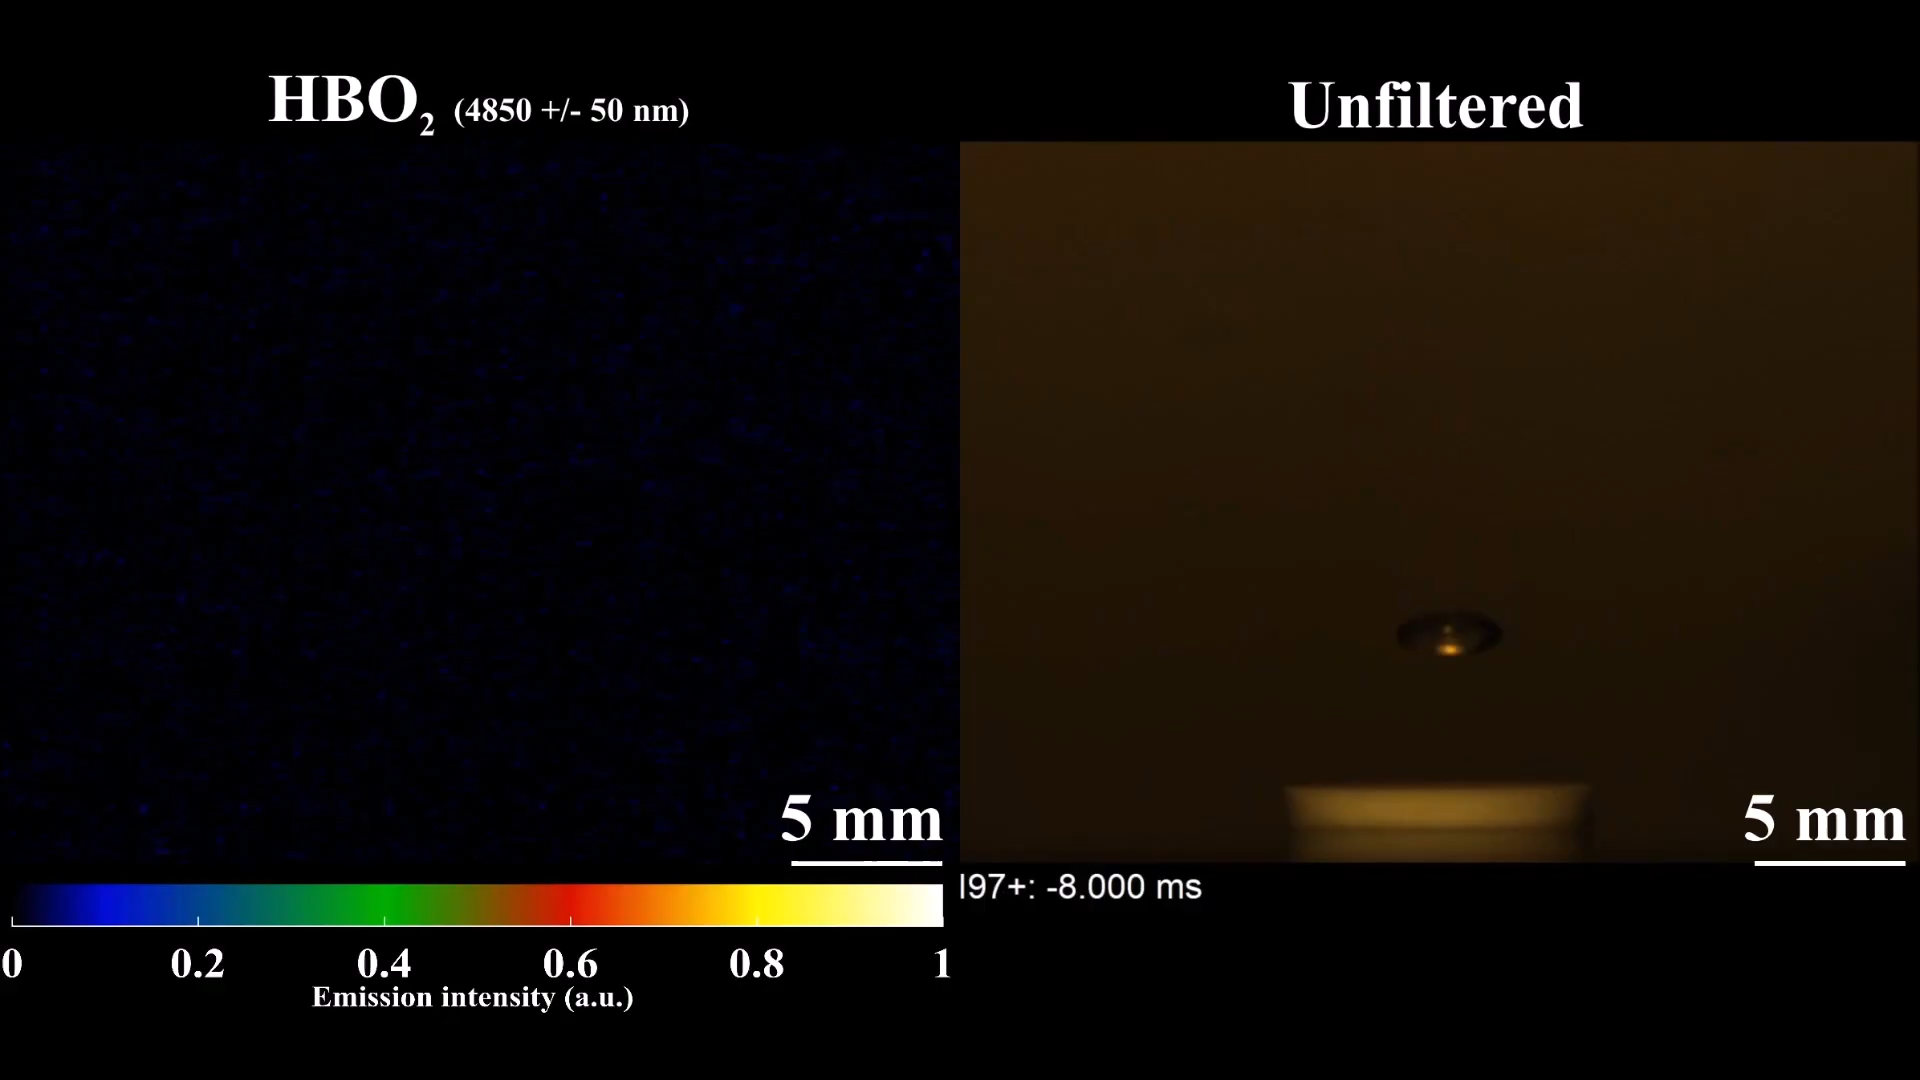 HBO₂ (4850 +/- 50 nm)
Unfiltered
5 mm
5 mm
I97+: -8.000 ms
0 0.2 0.4 0.6 0.8 1
Emission intensity (a.u.)